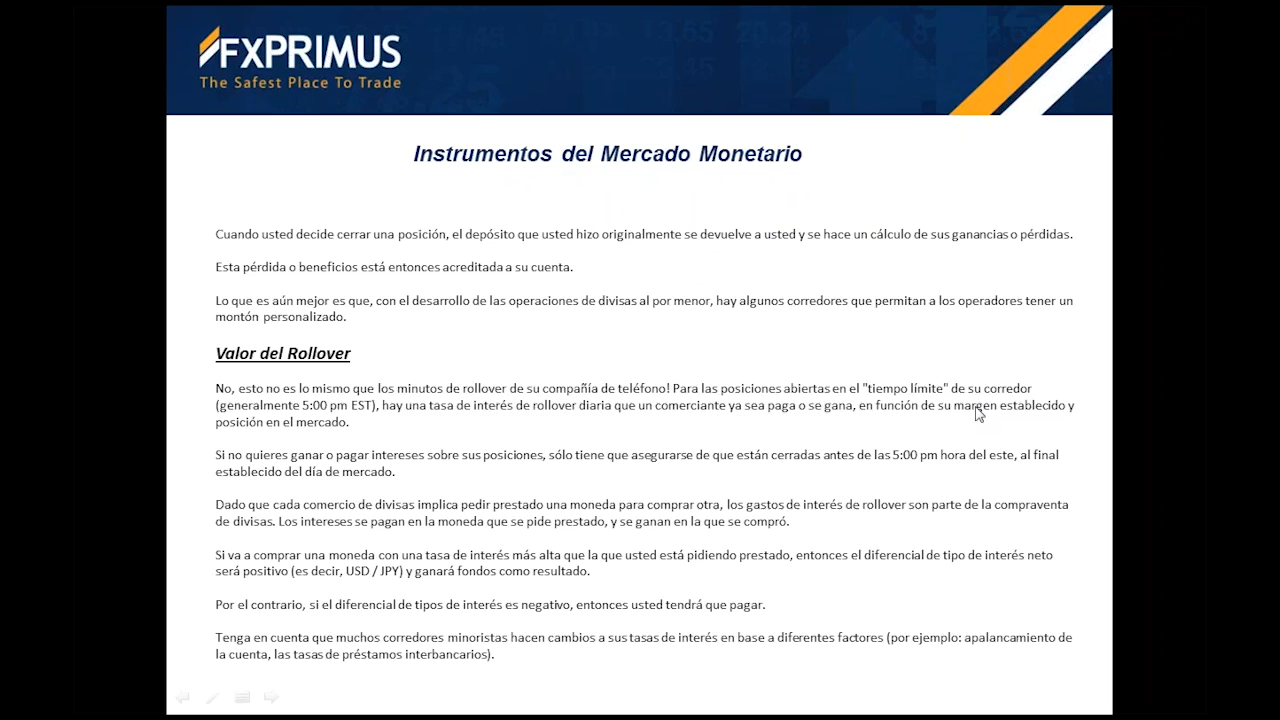 FXPRIMUS
The Safest Place To Trade
Instrumentos del Mercado Monetario
Cuando usted decide cerrar una posición, el depósito que usted hizo originalmente se devuelve a usted y se hace un cálculo de sus ganancias o pérdidas.
Esta pérdida o beneficios está entonces acreditada a su cuenta.
Lo que es aún mejor es que, con el desarrollo de las operaciones de divisas al por menor, hay algunos corredores que permitan a los operadores tener un
montón personalizado.
Valor del Rollover
No, esto no es lo mismo que los minutos de rollover de su compañía de teléfono! Para las posiciones abiertas en el "tiempo límite" de su corredor
(generalmente 5:00 pm EST), hay una tasa de interés de rollover diaria que un comerciante ya sea paga o se gana, en función de su margen establecido y
posición en el mercado.
Si no quieres ganar o pagar intereses sobre sus posiciones, sólo tiene que asegurarse de que están cerradas antes de las 5:00 pm hora del este, al final
establecido del día de mercado.
Dado que cada comercio de divisas implica pedir prestado una moneda para comprar otra, los gastos de interés de rollover son parte de la compraventa
de divisas. Los intereses se pagan en la moneda que se pide prestado, y se ganan en la que se compró.
Si va a comprar una moneda con una tasa de interés más alta que la que usted está pidiendo prestado, entonces el diferencial de tipo de interés neto
será positivo (es decir, USD / JPY) y ganará fondos como resultado.
Por el contrario, si el diferencial de tipos de interés es negativo, entonces usted tendrá que pagar.
Tenga en cuenta que muchos corredores minoristas hacen cambios a sus tasas de interés en base a diferentes factores (por ejemplo: apalancamiento de
la cuenta, las tasas de préstamos interbancarios).